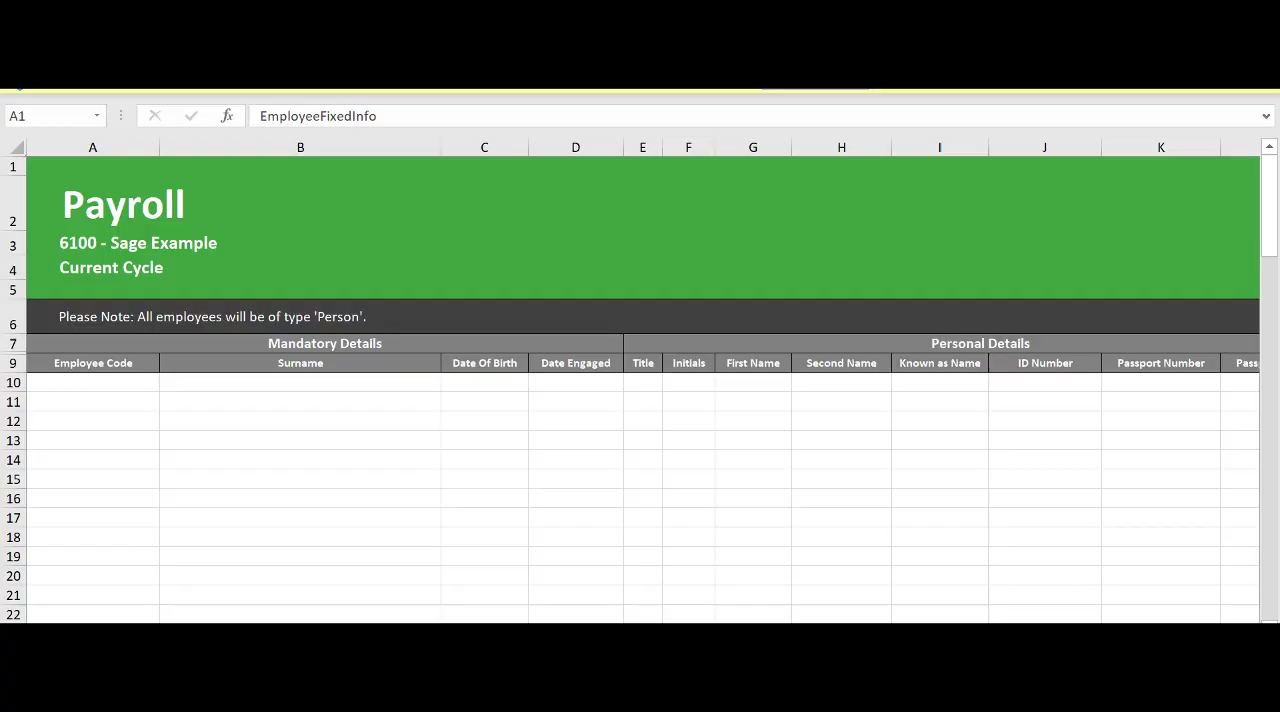 A1 fx EmployeeFixedInfo
A B C D E F G H I J K
1
2 Payroll
3 6100 - Sage Example
4 Current Cycle
5
6 Please Note: All employees will be of type 'Person'.
7 Mandatory Details Personal Details
9 Employee Code Surname Date Of Birth Date Engaged Title Initials First Name Second Name Known as Name ID Number Passport Number
10
11
12
13
14
15
16
17
18
19
20
21
22